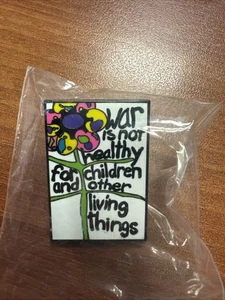 war
is not
healthy
for children
and other
living
things